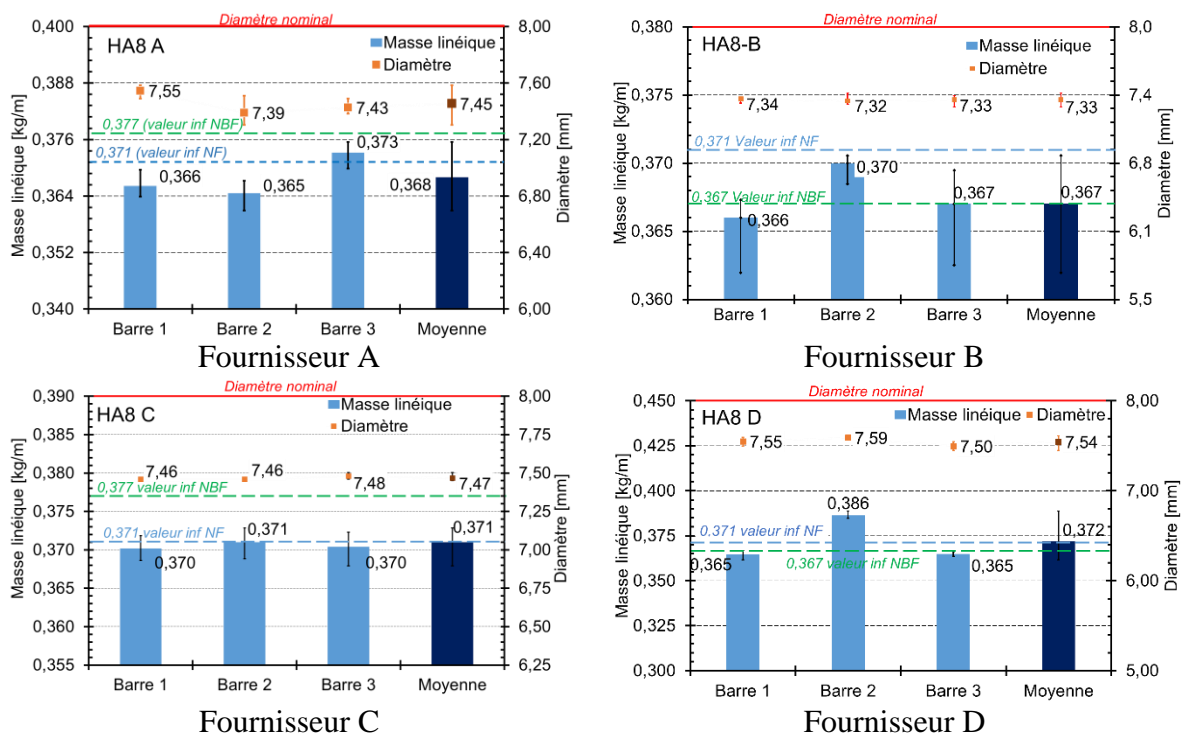 Diamètre nominal
0,400
0,388
0,376
0,364
0,352
0,340
Masse linéique [kg/m]
HA8 A
Masse linéique
Diamètre
7,55
7,39
7,43
7,45
0,377 (valeur inf NBF)
0,371 (valeur inf NF)
0,366
0,365
0,373
0,368
8,00
7,60
7,20
6,80
6,40
6,00
Diamètre [mm]
Barre 1
Barre 2
Barre 3
Moyenne
Fournisseur A
Diamètre nominal
0,380
0,375
0,370
0,365
0,360
Masse linéique [kg/m]
HA8-B
Masse linéique
Diamètre
7,34
7,32
7,33
7,33
0,371 Valeur inf NF
0,370
0,367 Valeur inf NBF
0,366
0,367
0,367
8,0
7,4
6,8
6,1
5,5
Diamètre [mm]
Barre 1
Barre 2
Barre 3
Moyenne
Fournisseur B
Diamètre nominal
0,390
0,385
0,380
0,375
0,370
0,365
0,360
0,355
Masse linéique [kg/m]
HA8 C
Masse linéique
Diamètre
7,46
7,46
7,48
7,47
0,377 valeur inf NBF
0,371 valeur inf NF
0,370
0,371
0,370
0,371
8,00
7,75
7,50
7,25
7,00
6,75
6,50
6,25
Diamètre [mm]
Barre 1
Barre 2
Barre 3
Moyenne
Fournisseur C
Diamètre nominal
0,450
0,425
0,400
0,375
0,350
0,325
0,300
Masse linéique [kg/m]
HA8 D
Masse linéique
Diamètre
7,55
7,59
7,50
7,54
0,386
0,371 valeur inf NF
0,372
0,365
0,367 valeur inf NBF
0,365
8,00
7,00
6,00
5,00
Diamètre [mm]
Barre 1
Barre 2
Barre 3
Moyenne
Fournisseur D